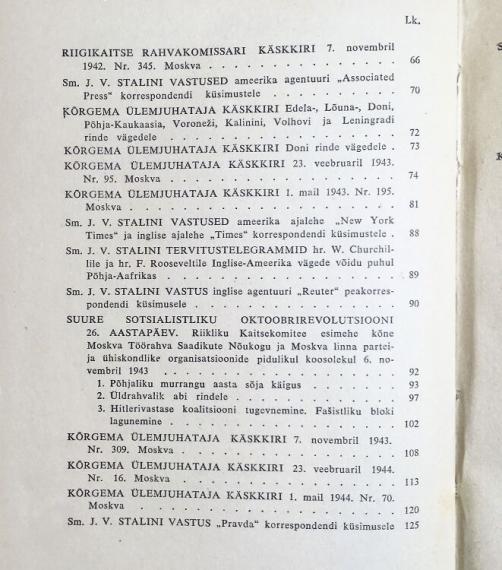 Lk.
RIIGIKAITSE RAHVAKOMISSARI KÄSKKIRI 7. novembril
1942. Nr. 345. Moskva . . . . . . . . . . . . . . 66
Sm. J. V. STALINI VASTUSED ameerika agentuuri „Associated
Press“ korrespondendi küsimustele . . . . . . . . . 70
KÕRGEMA ÜLEMJUHATAJA KÄSKKIRI Edela-, Lõuna-, Doni,
Põhja-Kaukaasia, Voroneži, Kalinini, Volhovi ja Leningradi
rinde vägedele . . . . . . . . . . . . . . . . . 72
KÕRGEMA ÜLEMJUHATAJA KÄSKKIRI Doni rinde vägedele . 73
KÕRGEMA ÜLEMJUHATAJA KÄSKKIRI 23. veebruaril 1943.
Nr. 95. Moskva . . . . . . . . . . . . . . . . . 74
KÕRGEMA ÜLEMJUHATAJA KÄSKKIRI 1. mail 1943. Nr. 195.
Moskva . . . . . . . . . . . . . . . . . . . . 81
Sm. J. V. STALINI VASTUSED ameerika ajalehe „New York
Times“ ja inglise ajalehe „Times“ korrespondendi küsimustele . 88
Sm. J. V. STALINI TERVITUSTELEGRAMMID hr. W. Churchil-
lile ja hr. F. Rooseveltile Inglise-Ameerika vägede võidu puhul
Põhja-Aafrikas . . . . . . . . . . . . . . . . . 89
Sm. J. V. STALINI VASTUS inglise agentuuri „Reuter“ peakorres-
pondendi küsimusele . . . . . . . . . . . . . . . 90
SUURE SOTSIALISTLIKU OKTOOBRIREVOLUTSIOONI
26. AASTAPÄEV. Riikliku Kaitsekomitee esimehe kõne
Moskva Töörahva Saadikute Nõukogu ja Moskva linna partei-
ja ühiskondlike organisatsioonide pidulikul koosolekul 6. no-
vembril 1943 . . . . . . . . . . . . . . . . . . 92
1. Põhjaliku murrangu aasta sõja käigus . . . . . . . 93
2. Üldrahvalik abi rindele . . . . . . . . . . . . . 97
3. Hitlerivastase koalitsiooni tugevnemine. Fašistliku bloki
lagunemine . . . . . . . . . . . . . . . . . . 102
KÕRGEMA ÜLEMJUHATAJA KÄSKKIRI 7. novembril 1943.
Nr. 309. Moskva . . . . . . . . . . . . . . . . 108
KÕRGEMA ÜLEMJUHATAJA KÄSKKIRI 23. veebruaril 1944.
Nr. 16. Moskva . . . . . . . . . . . . . . . . . 113
KÕRGEMA ÜLEMJUHATAJA KÄSKKIRI 1. mail 1944. Nr. 70.
Moskva . . . . . . . . . . . . . . . . . . . . 120
Sm. J. V. STALINI VASTUS „Pravda“ korrespondendi küsimusele 125